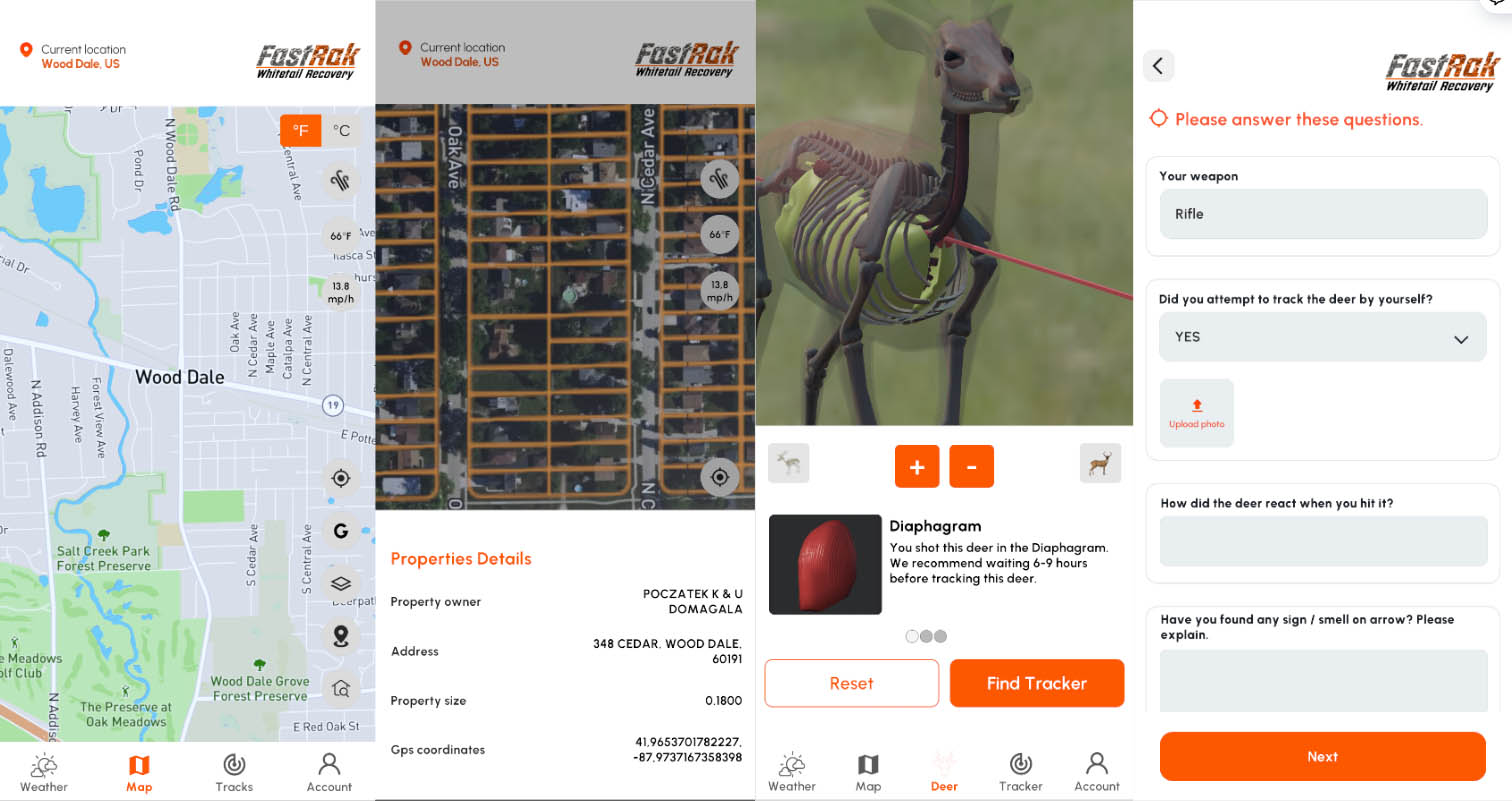 Current location
Wood Dale, US
FastRak
Whitetail Recovery
°F °C
N Wood Dale Rd
Pond Dr
Central Ave
66°F
Itasca St
13.8
mp/h
Oak Ave
N Cedar Ave
Maple Ave
Catalpa Ave
N Central Ave
Wood Dale
19
E Potte
Dalewood Ave
N Addison Rd
Harvey Ave
Forest View Ave
G
Salt Creek Park
Forest Preserve
S Cedar Ave
S Central Ave
e Meadows
olf Club
Wood Dale Grove
Forest Preserve
The Preserve at
Oak Meadows
N Addison
E Red Oak St
Weather
Map
Tracks
Account
Current location
Wood Dale, US
FastRak
Whitetail Recovery
Oak Ave
N Cedar Ave
66°F
13.8
mp/h
Properties Details
Property owner
POCZATEK K & U
DOMAGALA
Address
348 CEDAR, WOOD DALE,
60191
Property size
0.1800
Gps coordinates
41,9653701782227,
-87,9737167358398
+
-
Diaphagram
You shot this deer in the Diaphragm.
We recommend waiting 6-9 hours
before tracking this deer.
Reset
Find Tracker
Weather
Map
Deer
Tracker
Account
FastRak
Whitetail Recovery
Please answer these questions.
Your weapon
Rifle
Did you attempt to track the deer by yourself?
YES
Upload photo
How did the deer react when you hit it?
Have you found any sign / smell on arrow? Please
explain.
Next